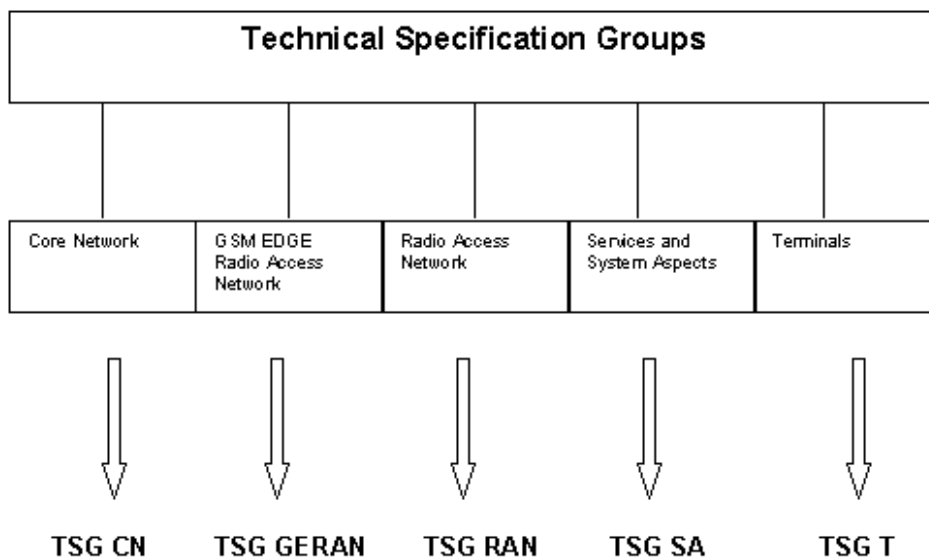 Technical Specification Groups
Core Network
GSM EDGE
Radio Access
Network
Radio Access
Network
Services and
System Aspects
Terminals
TSG CN
TSG GERAN
TSG RAN
TSG SA
TSG T